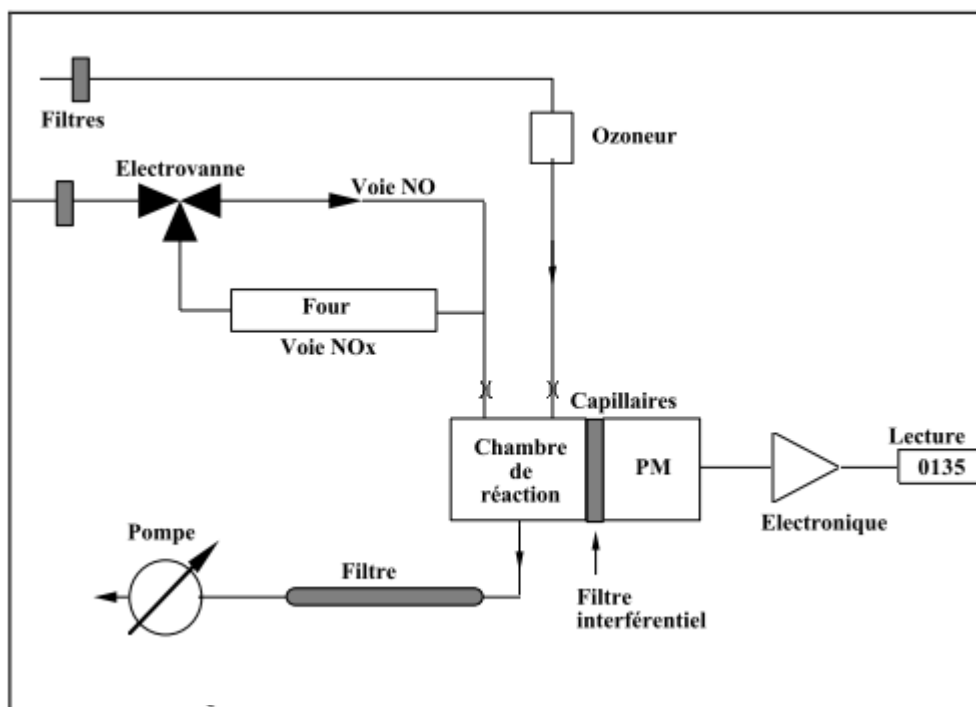 Filtres
Ozoneur
Electrovanne
Voie NO
Four
Voie NOx
Capillaires
Chambre
de
réaction
PM
Lecture
0135
Electronique
Pompe
Filtre
Filtre
interférentiel